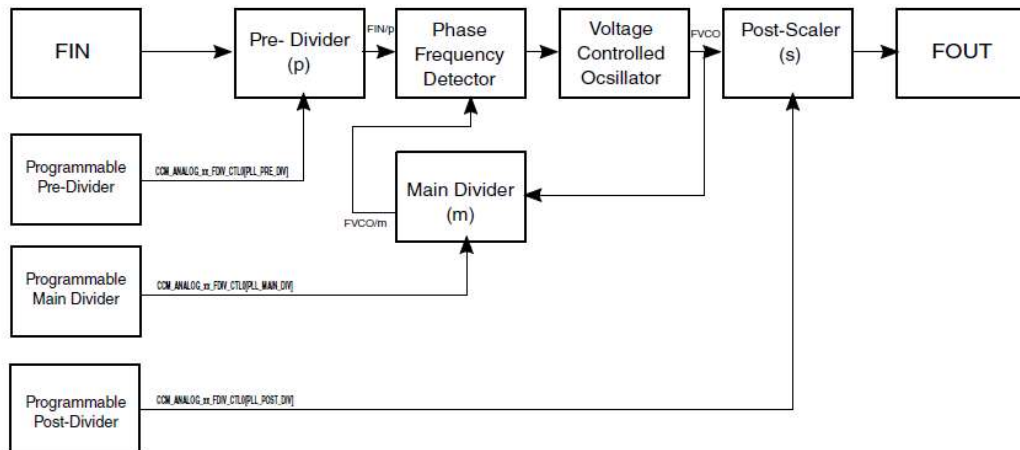 FIN
Pre- Divider
(p)
FIN/p
Phase
Frequency
Detector
Voltage
Controlled
Ocsillator
FVCO
Post-Scaler
(s)
FOUT
Programmable
Pre-Divider
CCM_ANALOG_xx_FDIV_CTL0[PLL_PRE_DIV]
Main Divider
(m)
FVCO/m
Programmable
Main Divider
CCM_ANALOG_xx_FDIV_CTL0[PLL_MAIN_DIV]
Programmable
Post-Divider
CCM_ANALOG_xx_FDIV_CTL0[PLL_POST_DIV]